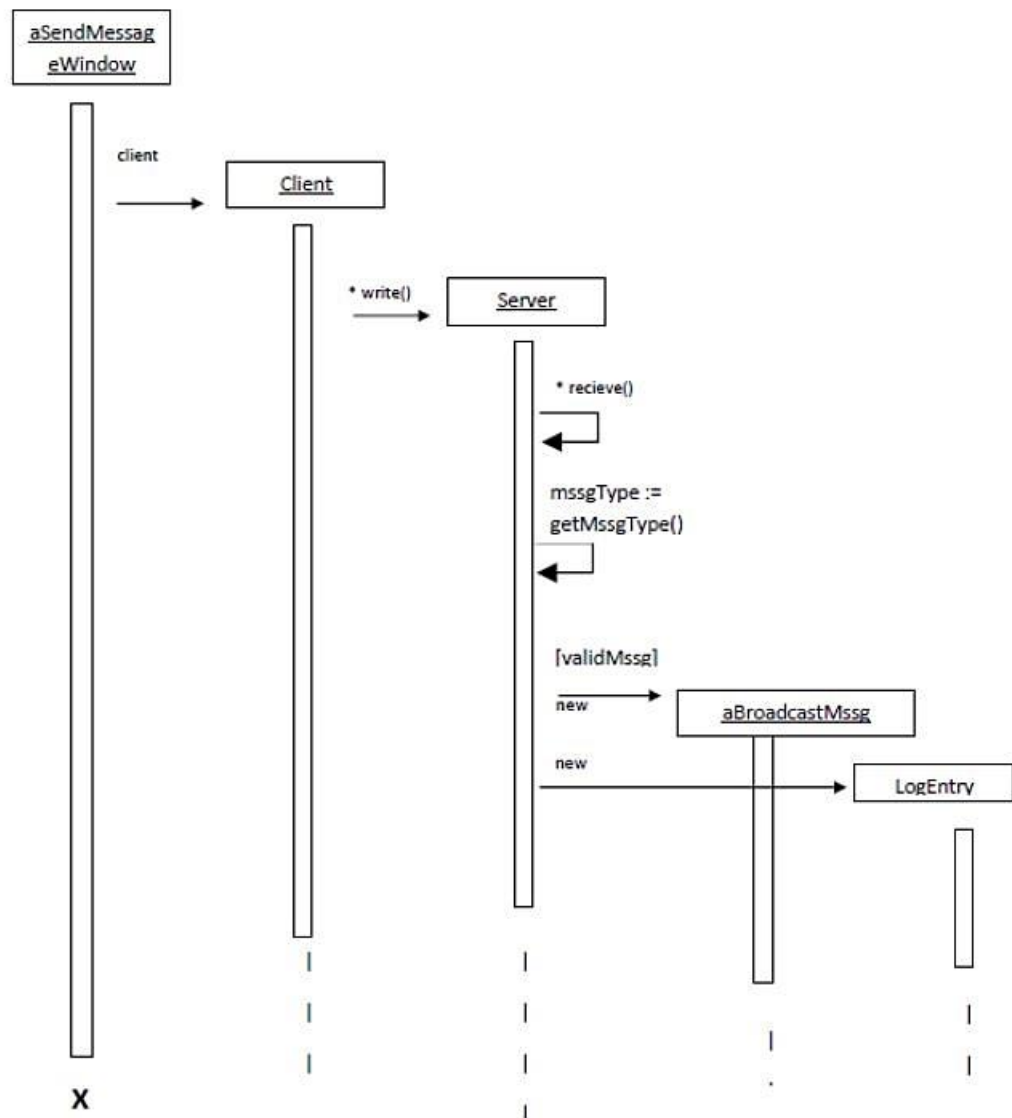 aSendMessag
eWindow
client
Client
* write()
Server
* recieve()
mssgType :=
getMssgType()
[validMssg]
new
aBroadcastMssg
new
LogEntry
X